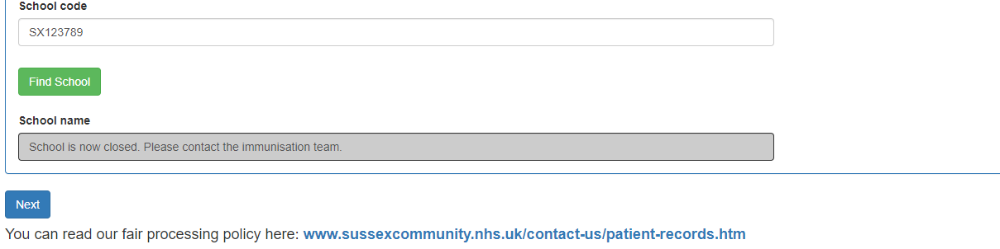 School code
SX123789
Find School
School name
School is now closed. Please contact the immunisation team.
Next
You can read our fair processing policy here: www.sussexcommunity.nhs.uk/contact-us/patient-records.htm